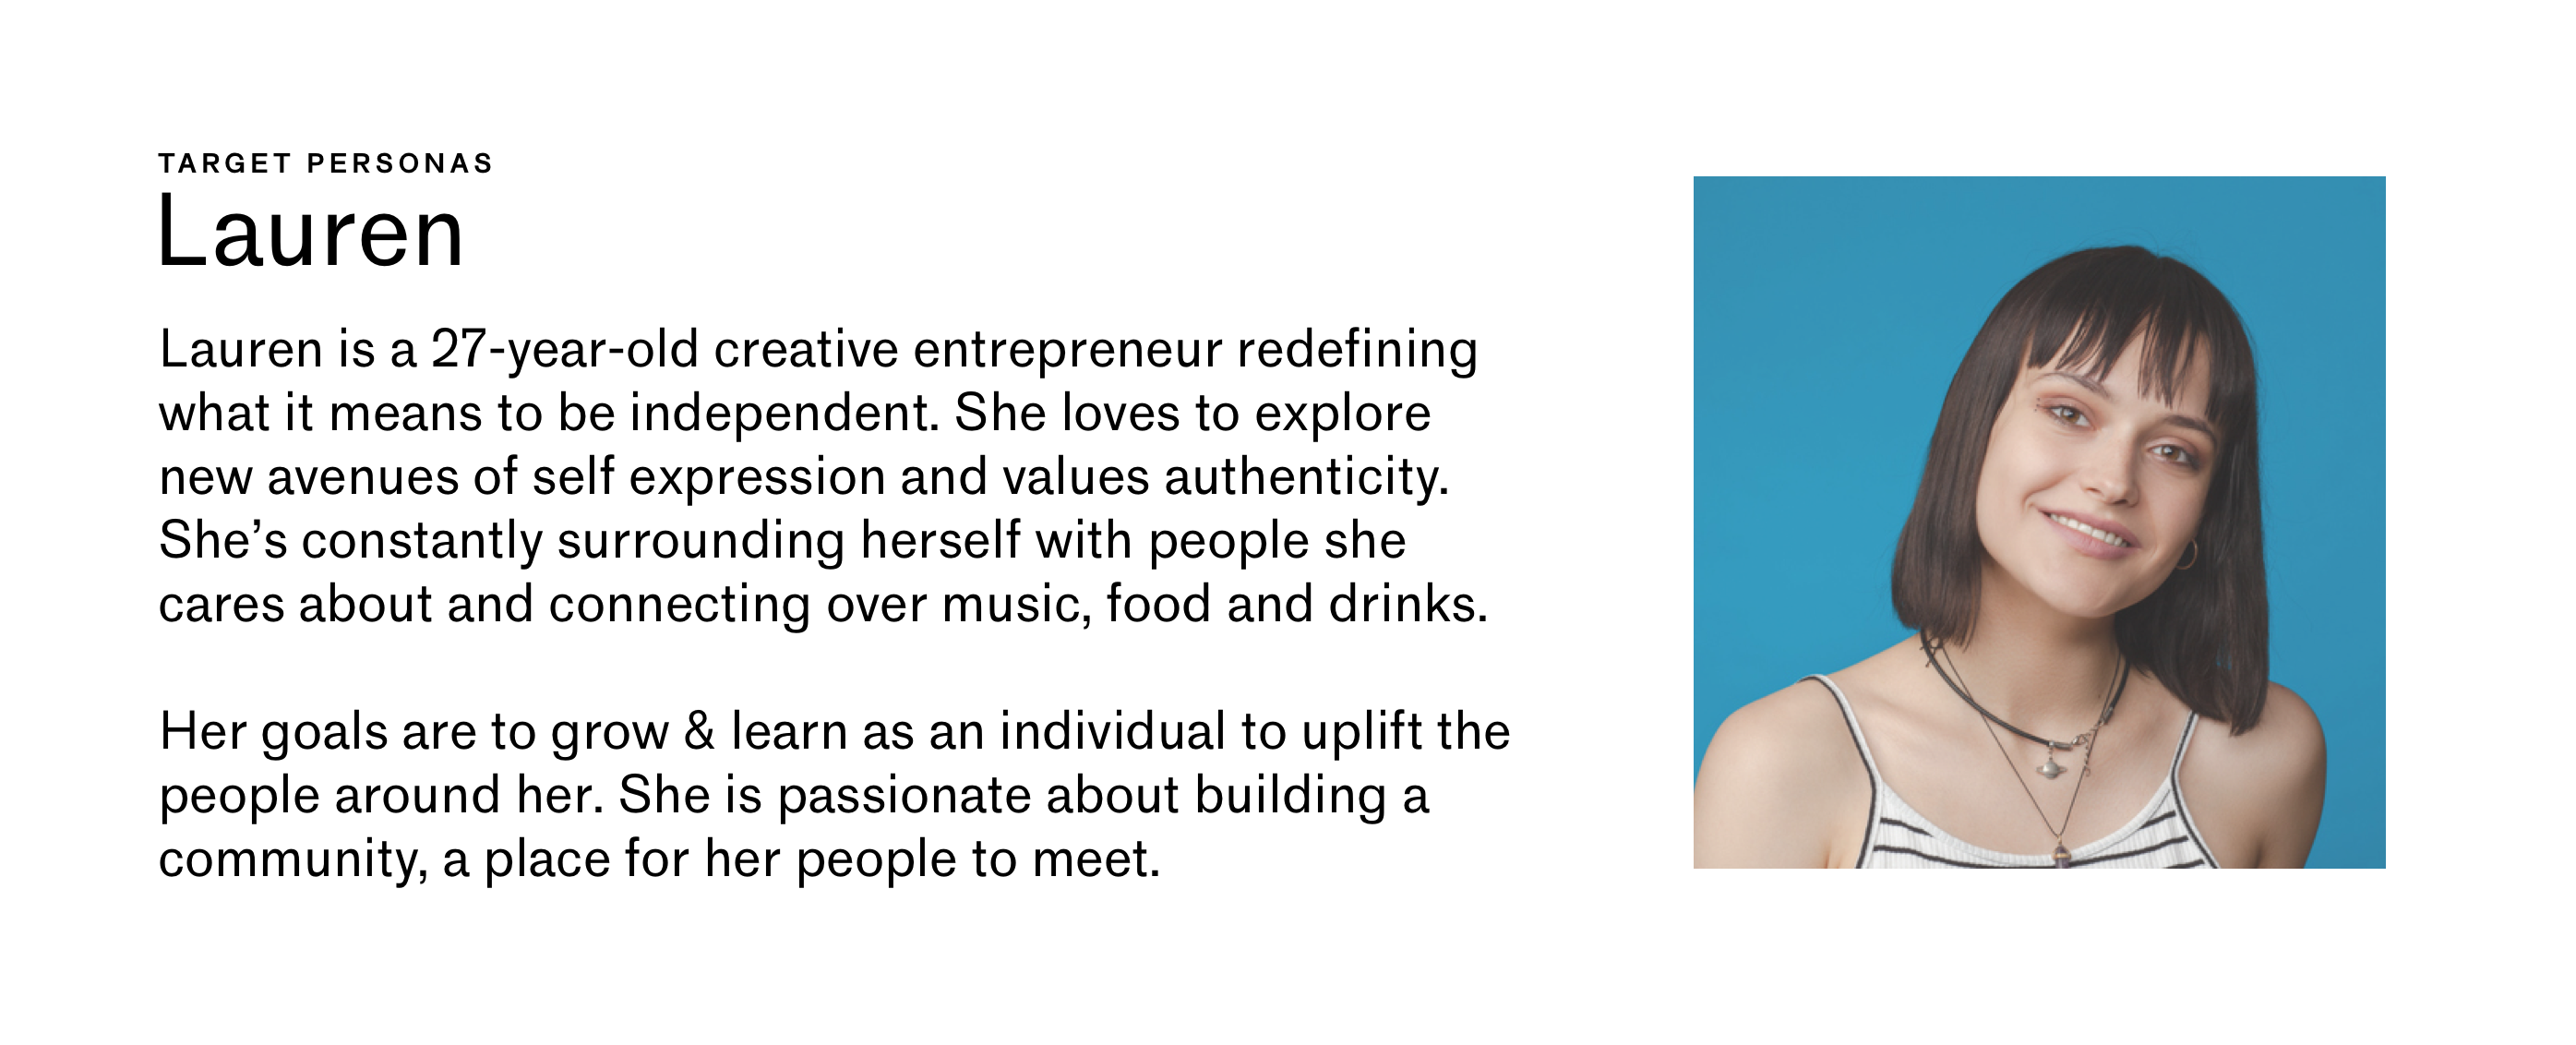 TARGET PERSONAS
Lauren
Lauren is a 27-year-old creative entrepreneur redefining
what it means to be independent. She loves to explore
new avenues of self expression and values authenticity.
She’s constantly surrounding herself with people she
cares about and connecting over music, food and drinks.
Her goals are to grow & learn as an individual to uplift the
people around her. She is passionate about building a
community, a place for her people to meet.